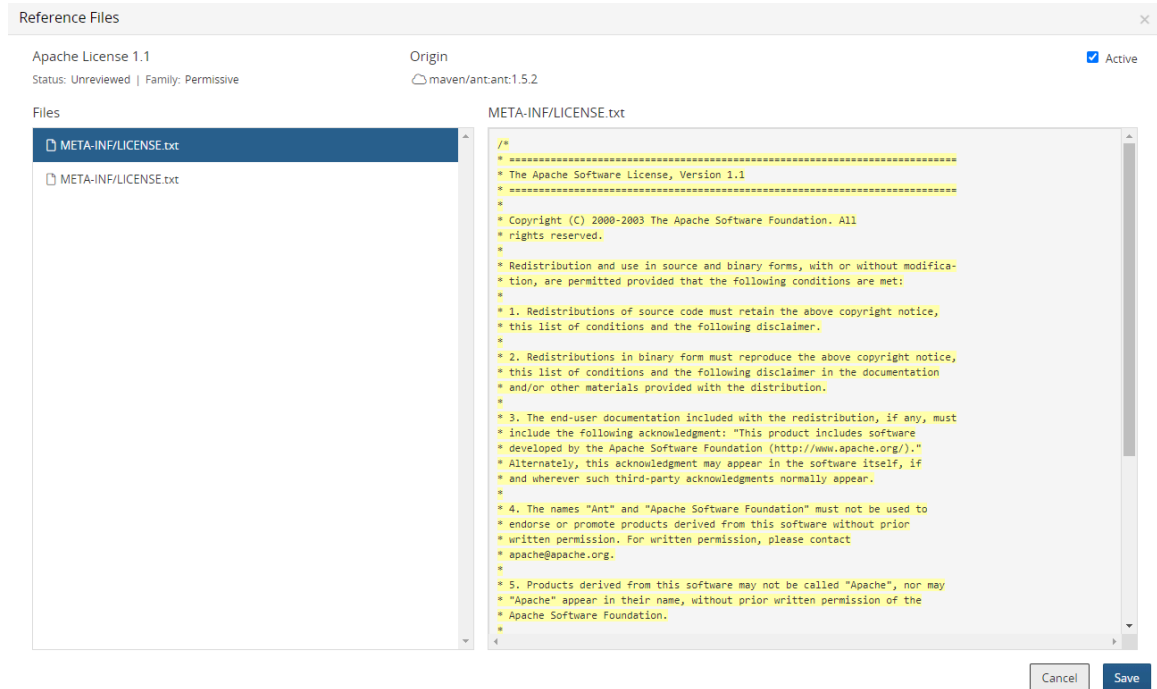 Reference Files
×
Apache License 1.1
Status: Unreviewed | Family: Permissive
Origin
maven/ant:ant:1.5.2
Active
Files
META-INF/LICENSE.txt
META-INF/LICENSE.txt
META-INF/LICENSE.txt
/*
* ============================================================================
* The Apache Software License, Version 1.1
* ============================================================================
*
* Copyright (C) 2000-2003 The Apache Software Foundation. All
* rights reserved.
*
* Redistribution and use in source and binary forms, with or without modifica-
* tion, are permitted provided that the following conditions are met:
*
* 1. Redistributions of source code must retain the above copyright notice,
* this list of conditions and the following disclaimer.
*
* 2. Redistributions in binary form must reproduce the above copyright notice,
* this list of conditions and the following disclaimer in the documentation
* and/or other materials provided with the distribution.
*
* 3. The end-user documentation included with the redistribution, if any, must
* include the following acknowledgment: "This product includes software
* developed by the Apache Software Foundation (http://www.apache.org/)."
* Alternately, this acknowledgment may appear in the software itself, if
* and wherever such third-party acknowledgments normally appear.
*
* 4. The names "Ant" and "Apache Software Foundation" must not be used to
* endorse or promote products derived from this software without prior
* written permission. For written permission, please contact
* apache@apache.org.
*
* 5. Products derived from this software may not be called "Apache", nor may
* "Apache" appear in their name, without prior written permission of the
* Apache Software Foundation.
*
Cancel
Save